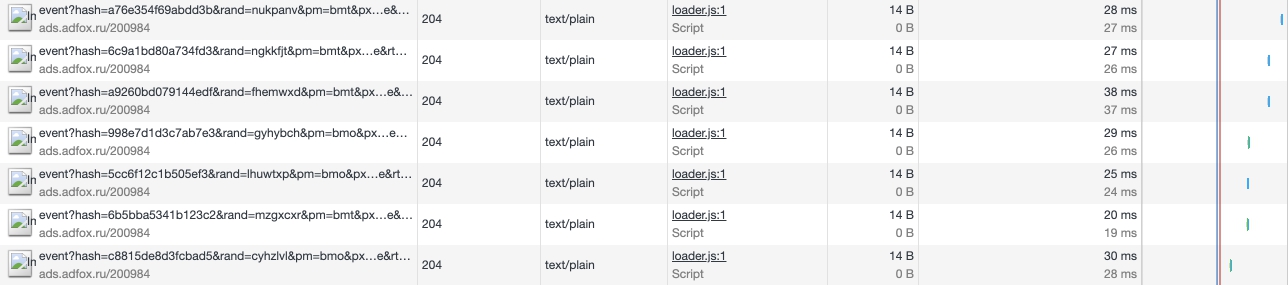 event?hash=a76e354f69abdd3b&rand=nukpanv&pm=bmt&px…e&…
ads.adfox.ru/200984
204
text/plain
loader.js:1
Script
14 B
0 B
28 ms
27 ms
event?hash=6c9a1bd80a734fd3&rand=ngkkfjt&pm=bmt&px…e&rt…
ads.adfox.ru/200984
204
text/plain
loader.js:1
Script
14 B
0 B
27 ms
26 ms
event?hash=a9260bd079144edf&rand=fhemwxd&pm=bmt&px…e&…
ads.adfox.ru/200984
204
text/plain
loader.js:1
Script
14 B
0 B
38 ms
37 ms
event?hash=998e7d1d3c7ab7e3&rand=gyhybch&pm=bmo&px…e…
ads.adfox.ru/200984
204
text/plain
loader.js:1
Script
14 B
0 B
29 ms
26 ms
event?hash=5cc6f12c1b505ef3&rand=lhuwtxp&pm=bmo&px…e&rt…
ads.adfox.ru/200984
204
text/plain
loader.js:1
Script
14 B
0 B
25 ms
24 ms
event?hash=6b5bba5341b123c2&rand=mzgxcxr&pm=bmt&px…e&…
ads.adfox.ru/200984
204
text/plain
loader.js:1
Script
14 B
0 B
20 ms
19 ms
event?hash=c8815de8d3fcbad5&rand=cyhzlvl&pm=bmo&px…e&rt…
ads.adfox.ru/200984
204
text/plain
loader.js:1
Script
14 B
0 B
30 ms
28 ms